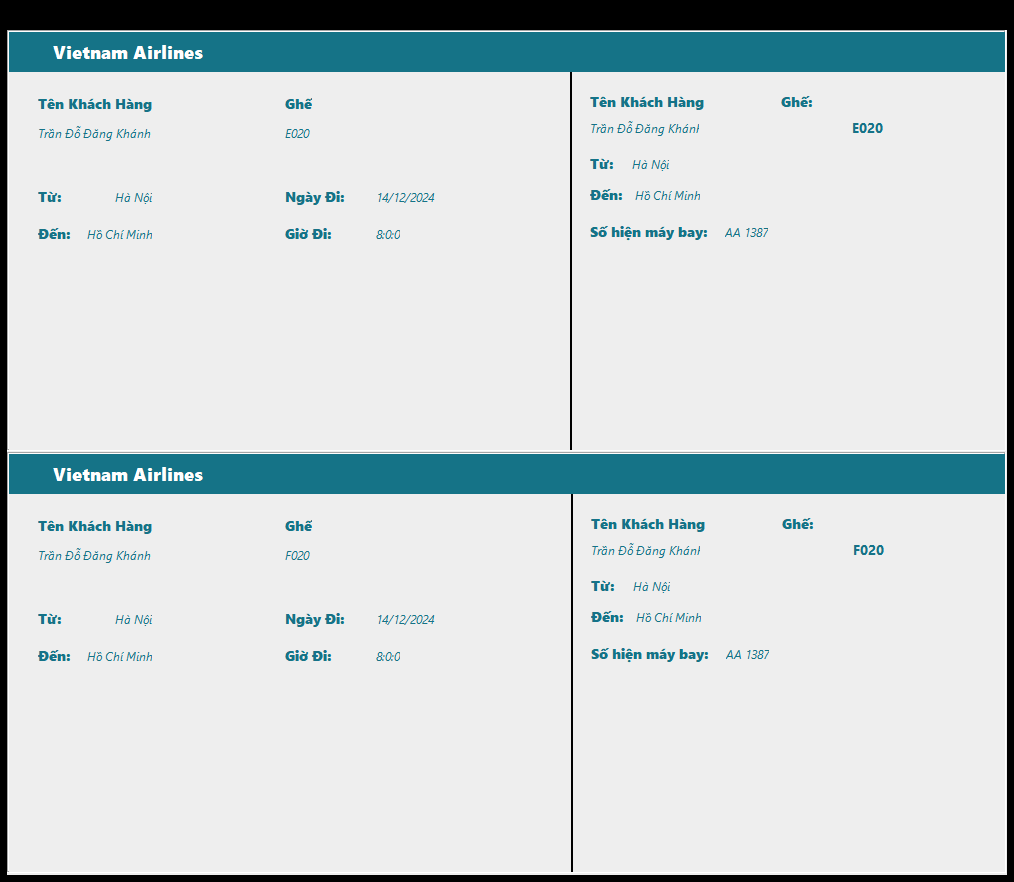 Vietnam Airlines
Tên Khách Hàng Ghế
Trần Đỗ Đăng Khánh E020
Từ: Hà Nội Ngày Đi: 14/12/2024
Đến: Hồ Chí Minh Giờ Đi: 8:0:0
Tên Khách Hàng Ghế:
Trần Đỗ Đăng Khánh E020
Từ: Hà Nội
Đến: Hồ Chí Minh
Số hiện máy bay: AA 1387
Vietnam Airlines
Tên Khách Hàng Ghế
Trần Đỗ Đăng Khánh F020
Từ: Hà Nội Ngày Đi: 14/12/2024
Đến: Hồ Chí Minh Giờ Đi: 8:0:0
Tên Khách Hàng Ghế:
Trần Đỗ Đăng Khánh F020
Từ: Hà Nội
Đến: Hồ Chí Minh
Số hiện máy bay: AA 1387